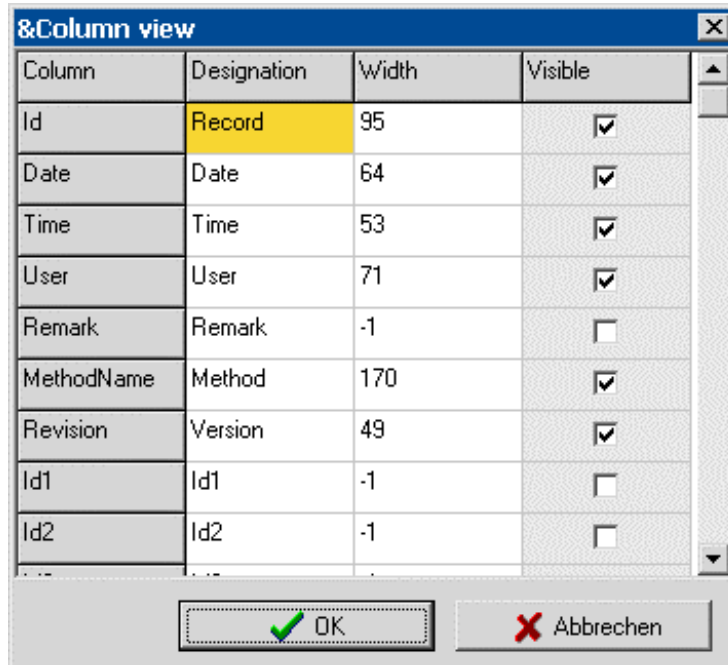 &Column view
Column Designation Width Visible
Id Record 95
Date Date 64
Time Time 53
User User 71
Remark Remark -1
MethodName Method 170
Revision Version 49
Id1 Id1 -1
Id2 Id2 -1
OK Abbrechen